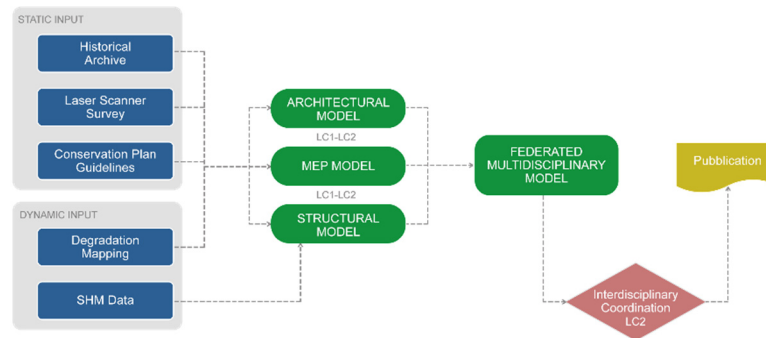 STATIC INPUT
Historical
Archive
Laser Scanner
Survey
Conservation Plan
Guidelines
DYNAMIC INPUT
Degradation
Mapping
SHM Data
ARCHITECTURAL
MODEL
LC1-LC2
MEP MODEL
LC1-LC2
STRUCTURAL
MODEL
FEDERATED
MULTIDISCIPLINARY
MODEL
Interdisciplinary
Coordination
LC2
Pubblication